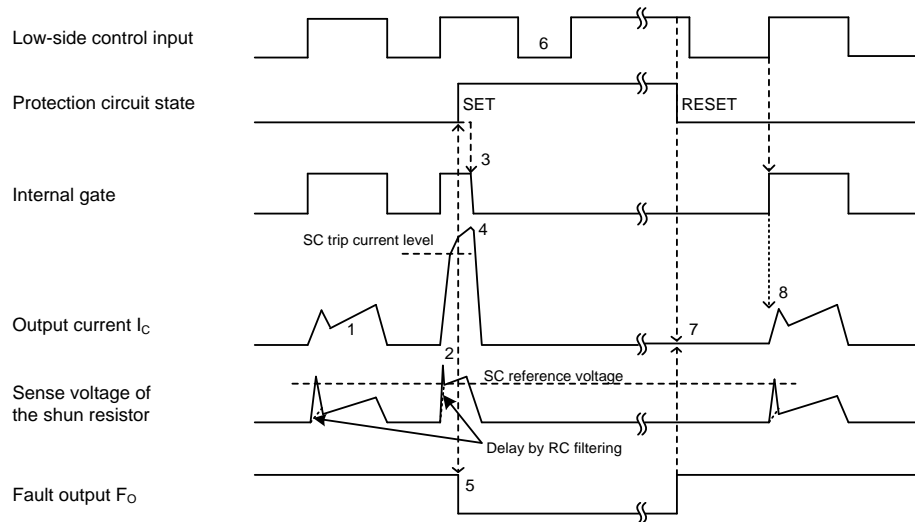 Low-side control input
6
Protection circuit state
SET
RESET
3
Internal gate
4
SC trip current level
Output current I_C
1
7
8
2
SC reference voltage
Sense voltage of
the shun resistor
Delay by RC filtering
5
Fault output F_O